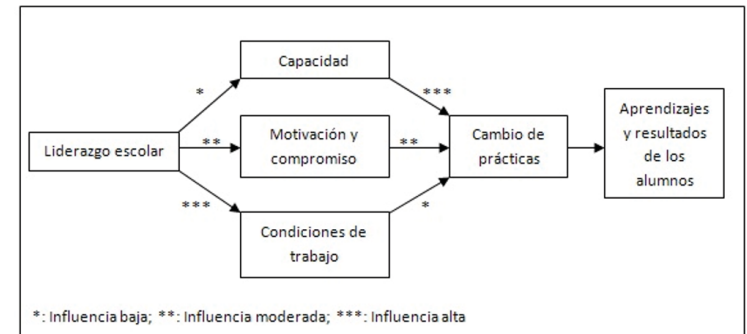 Capacidad
*
***
Aprendizajes
y resultados
de los
alumnos
Liderazgo escolar
**
Motivación y
compromiso
**
Cambio de
prácticas
***
Condiciones de
trabajo
*
*: Influencia baja; **: Influencia moderada; ***: Influencia alta